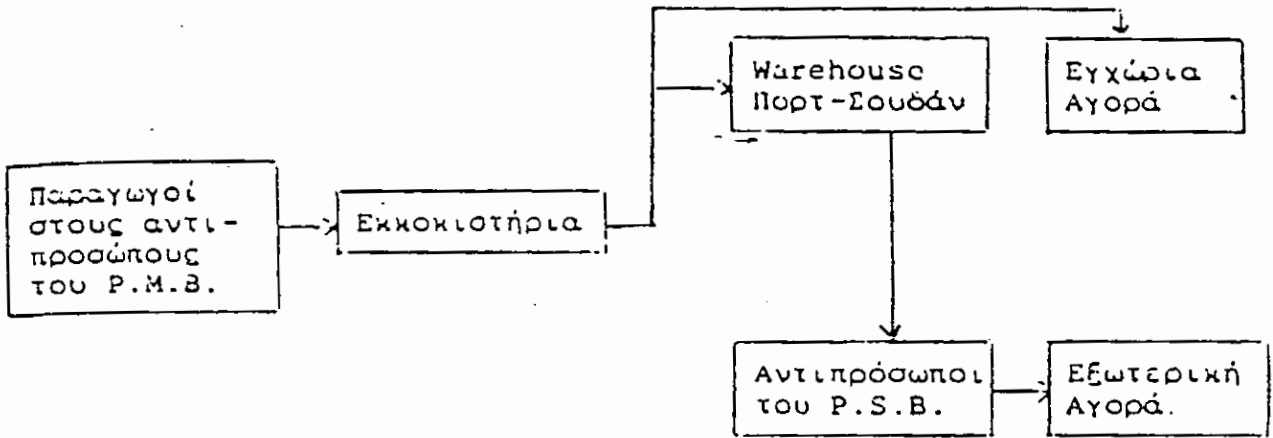 Warehouse
Πορτ-Σουδάν
Εγχώρια
Αγορά
Παραγωγοί
στους αντι-
προσώπους
του P.M.B.
Εκκοκιστήρια
Αντιπρόσωποι
του P.S.B.
Εξωτερική
Αγορά.